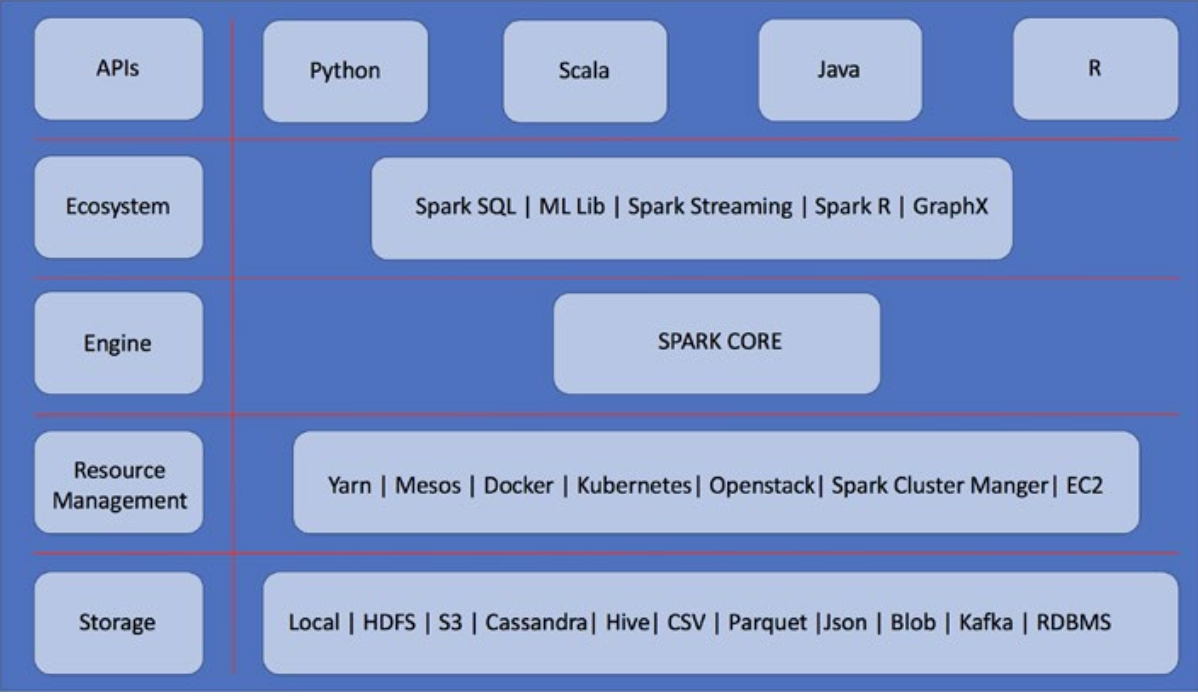 APIs
Python
Scala
Java
R
Ecosystem
Spark SQL | ML Lib | Spark Streaming | Spark R | GraphX
Engine
SPARK CORE
Resource
Management
Yarn | Mesos | Docker | Kubernetes| Openstack| Spark Cluster Manger| EC2
Storage
Local | HDFS | S3 | Cassandra| Hive| CSV | Parquet |Json | Blob | Kafka | RDBMS